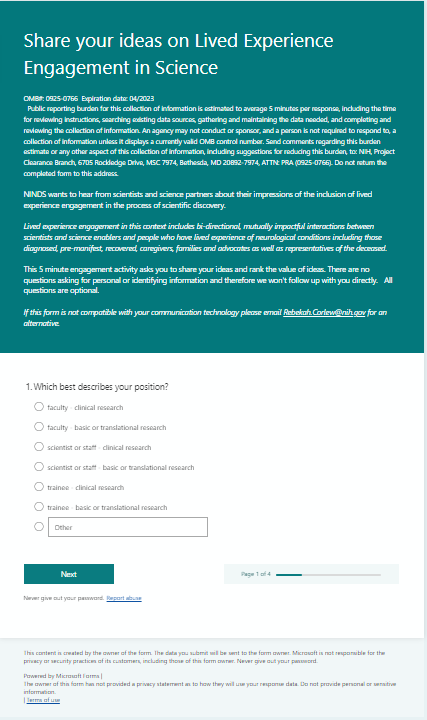 Share your ideas on Lived Experience
Engagement in Science
OMB#: 0925-0766 Expiration date: 04/2023
Public reporting burden for this collection of information is estimated to average 5 minutes per response, including the time
for reviewing instructions, searching existing data sources, gathering and maintaining the data needed, and completing and
reviewing the collection of information. An agency may not conduct or sponsor, and a person is not required to respond to, a
collection of information unless it displays a currently valid OMB control number. Send comments regarding this burden
estimate or any other aspect of this collection of information, including suggestions for reducing this burden, to: NIH, Project
Clearance Branch, 6705 Rockledge Drive, MSC 7974, Bethesda, MD 20892-7974, ATTN: PRA (0925-0766). Do not return the
completed form to this address.
NINDS wants to hear from scientists and science partners about their impressions of the inclusion of lived
experience engagement in the process of scientific discovery.
Lived experience engagement in this context includes bi-directional, mutually impactful interactions between
scientists and science enablers and people who have lived experience of neurological conditions including those
diagnosed, pre-manifest, recovered, caregivers, families and advocates as well as representatives of the deceased.
This 5 minute engagement activity asks you to share your ideas and rank the value of ideas. There are no
questions asking for personal or identifying information and therefore we won't follow up with you directly. All
questions are optional.
If this form is not compatible with your communication technology please email Rebekah.Corlew@nih.gov for an
alternative.
1. Which best describes your position?
faculty - clinical research
faculty - basic or translational research
scientist or staff - clinical research
scientist or staff - basic or translational research
trainee - clinical research
trainee - basic or translational research
Other
Next
Page 1 of 4
Never give out your password. Report abuse
This content is created by the owner of the form. The data you submit will be sent to the form owner. Microsoft is not responsible for the
privacy or security practices of its customers, including those of this form owner. Never give out your password.
Powered by Microsoft Forms |
The owner of this form has not provided a privacy statement as to how they will use your response data. Do not provide personal or sensitive
information.
| Terms of use